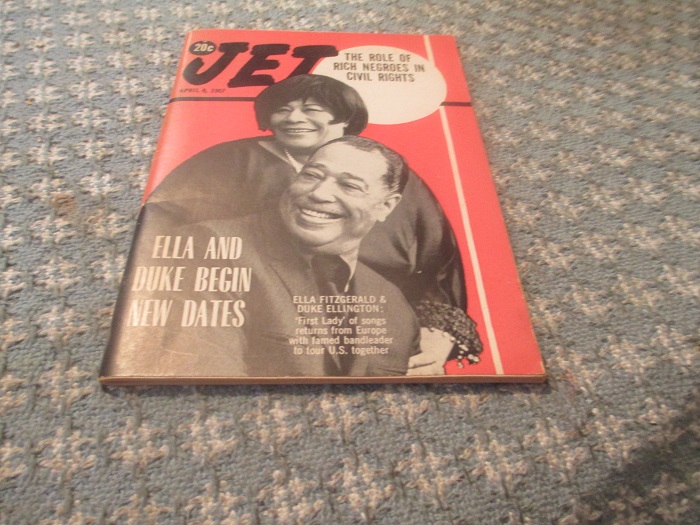 20c
JET
THE ROLE OF
RICH NEGROES IN
CIVIL RIGHTS
APRIL 6, 1967
ELLA AND
DUKE BEGIN
NEW DATES
ELLA FITZGERALD &
DUKE ELLINGTON:
'First Lady' of songs
returns from Europe
with famed bandleader
to tour U.S. together